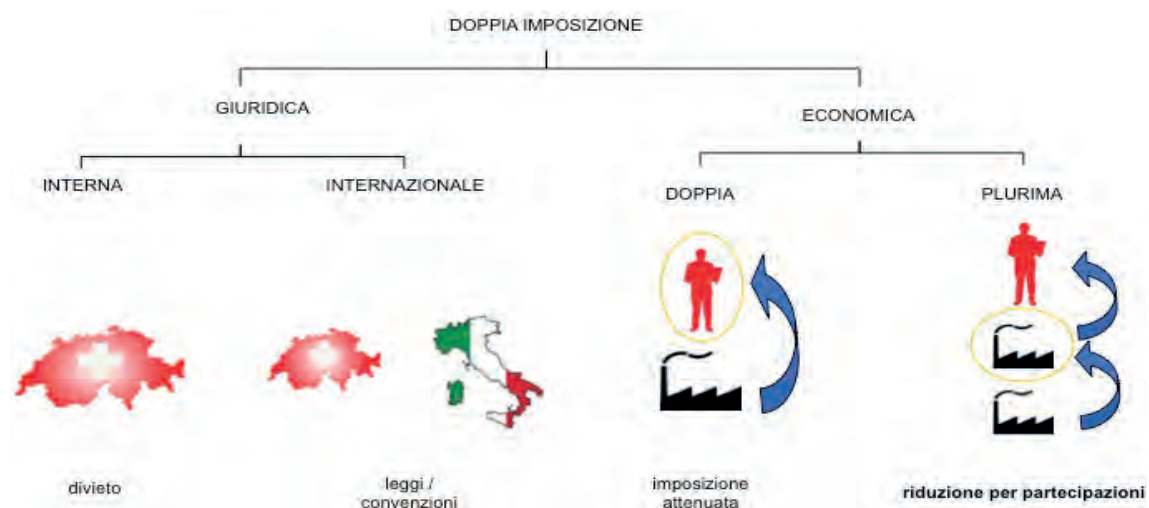 DOPPIA IMPOSIZIONE
GIURIDICA
ECONOMICA
INTERNA
INTERNAZIONALE
DOPPIA
PLURIMA
divieto
leggi /
convenzioni
imposizione
attenuata
riduzione per partecipazioni